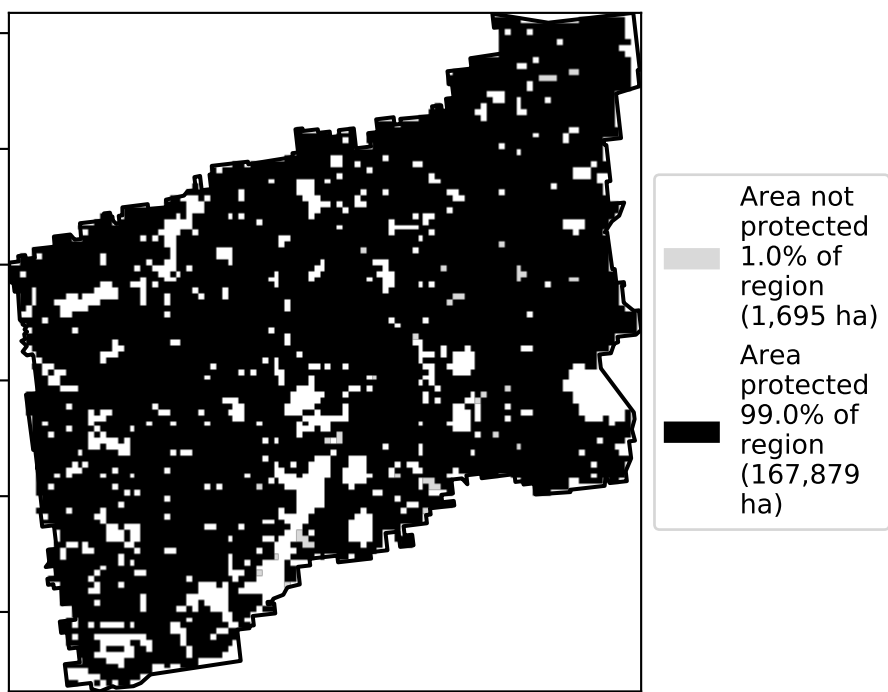 Area not
protected
1.0% of
region
(1,695 ha)
Area
protected
99.0% of
region
(167,879
ha)